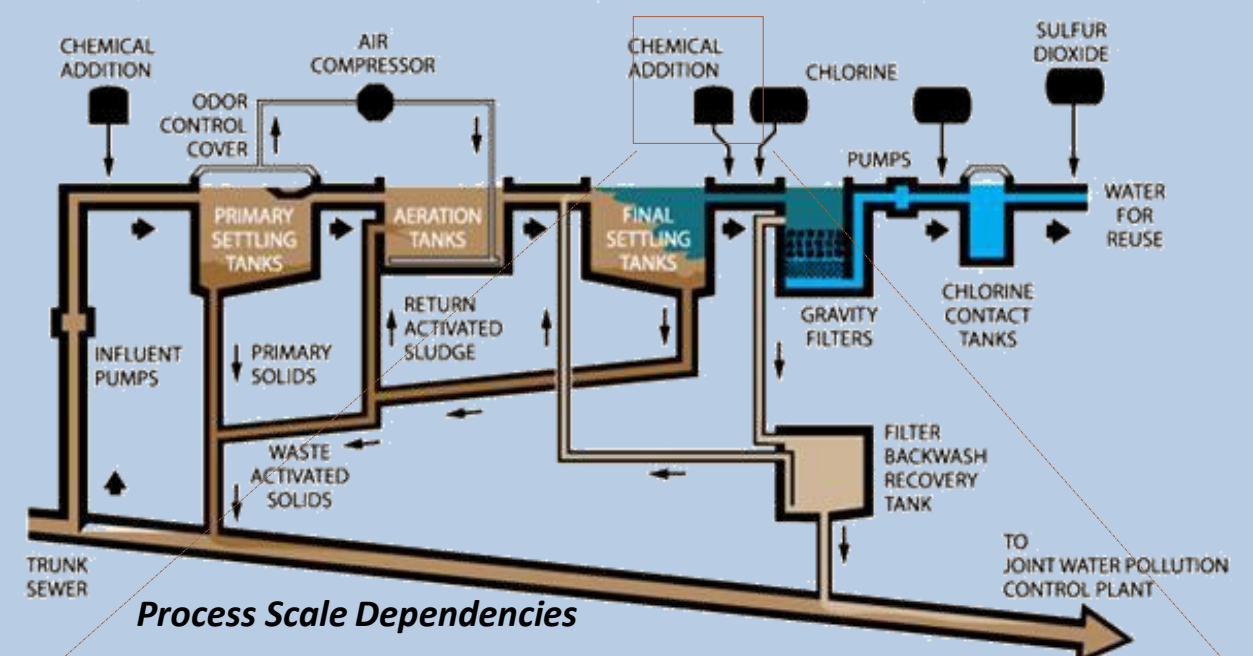 CHEMICAL
ADDITION
AIR
COMPRESSOR
ODOR
CONTROL
COVER
CHEMICAL
ADDITION
CHLORINE
SULFUR
DIOXIDE
PUMPS
PRIMARY
SETTLING
TANKS
AERATION
TANKS
FINAL
SETTLING
TANKS
WATER
FOR
REUSE
INFLUENT
PUMPS
PRIMARY
SOLIDS
RETURN
ACTIVATED
SLUDGE
GRAVITY
FILTERS
CHLORINE
CONTACT
TANKS
WASTE
ACTIVATED
SOLIDS
FILTER
BACKWASH
RECOVERY
TANK
TRUNK
SEWER
TO
JOINT WATER POLLUTION
CONTROL PLANT
Process Scale Dependencies